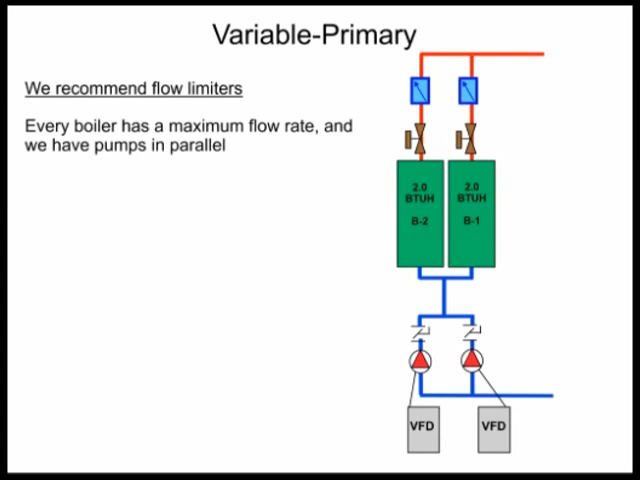 Variable-Primary
We recommend flow limiters
Every boiler has a maximum flow rate, and
we have pumps in parallel
2.0
BTUH
B-2
2.0
BTUH
B-1
VFD
VFD